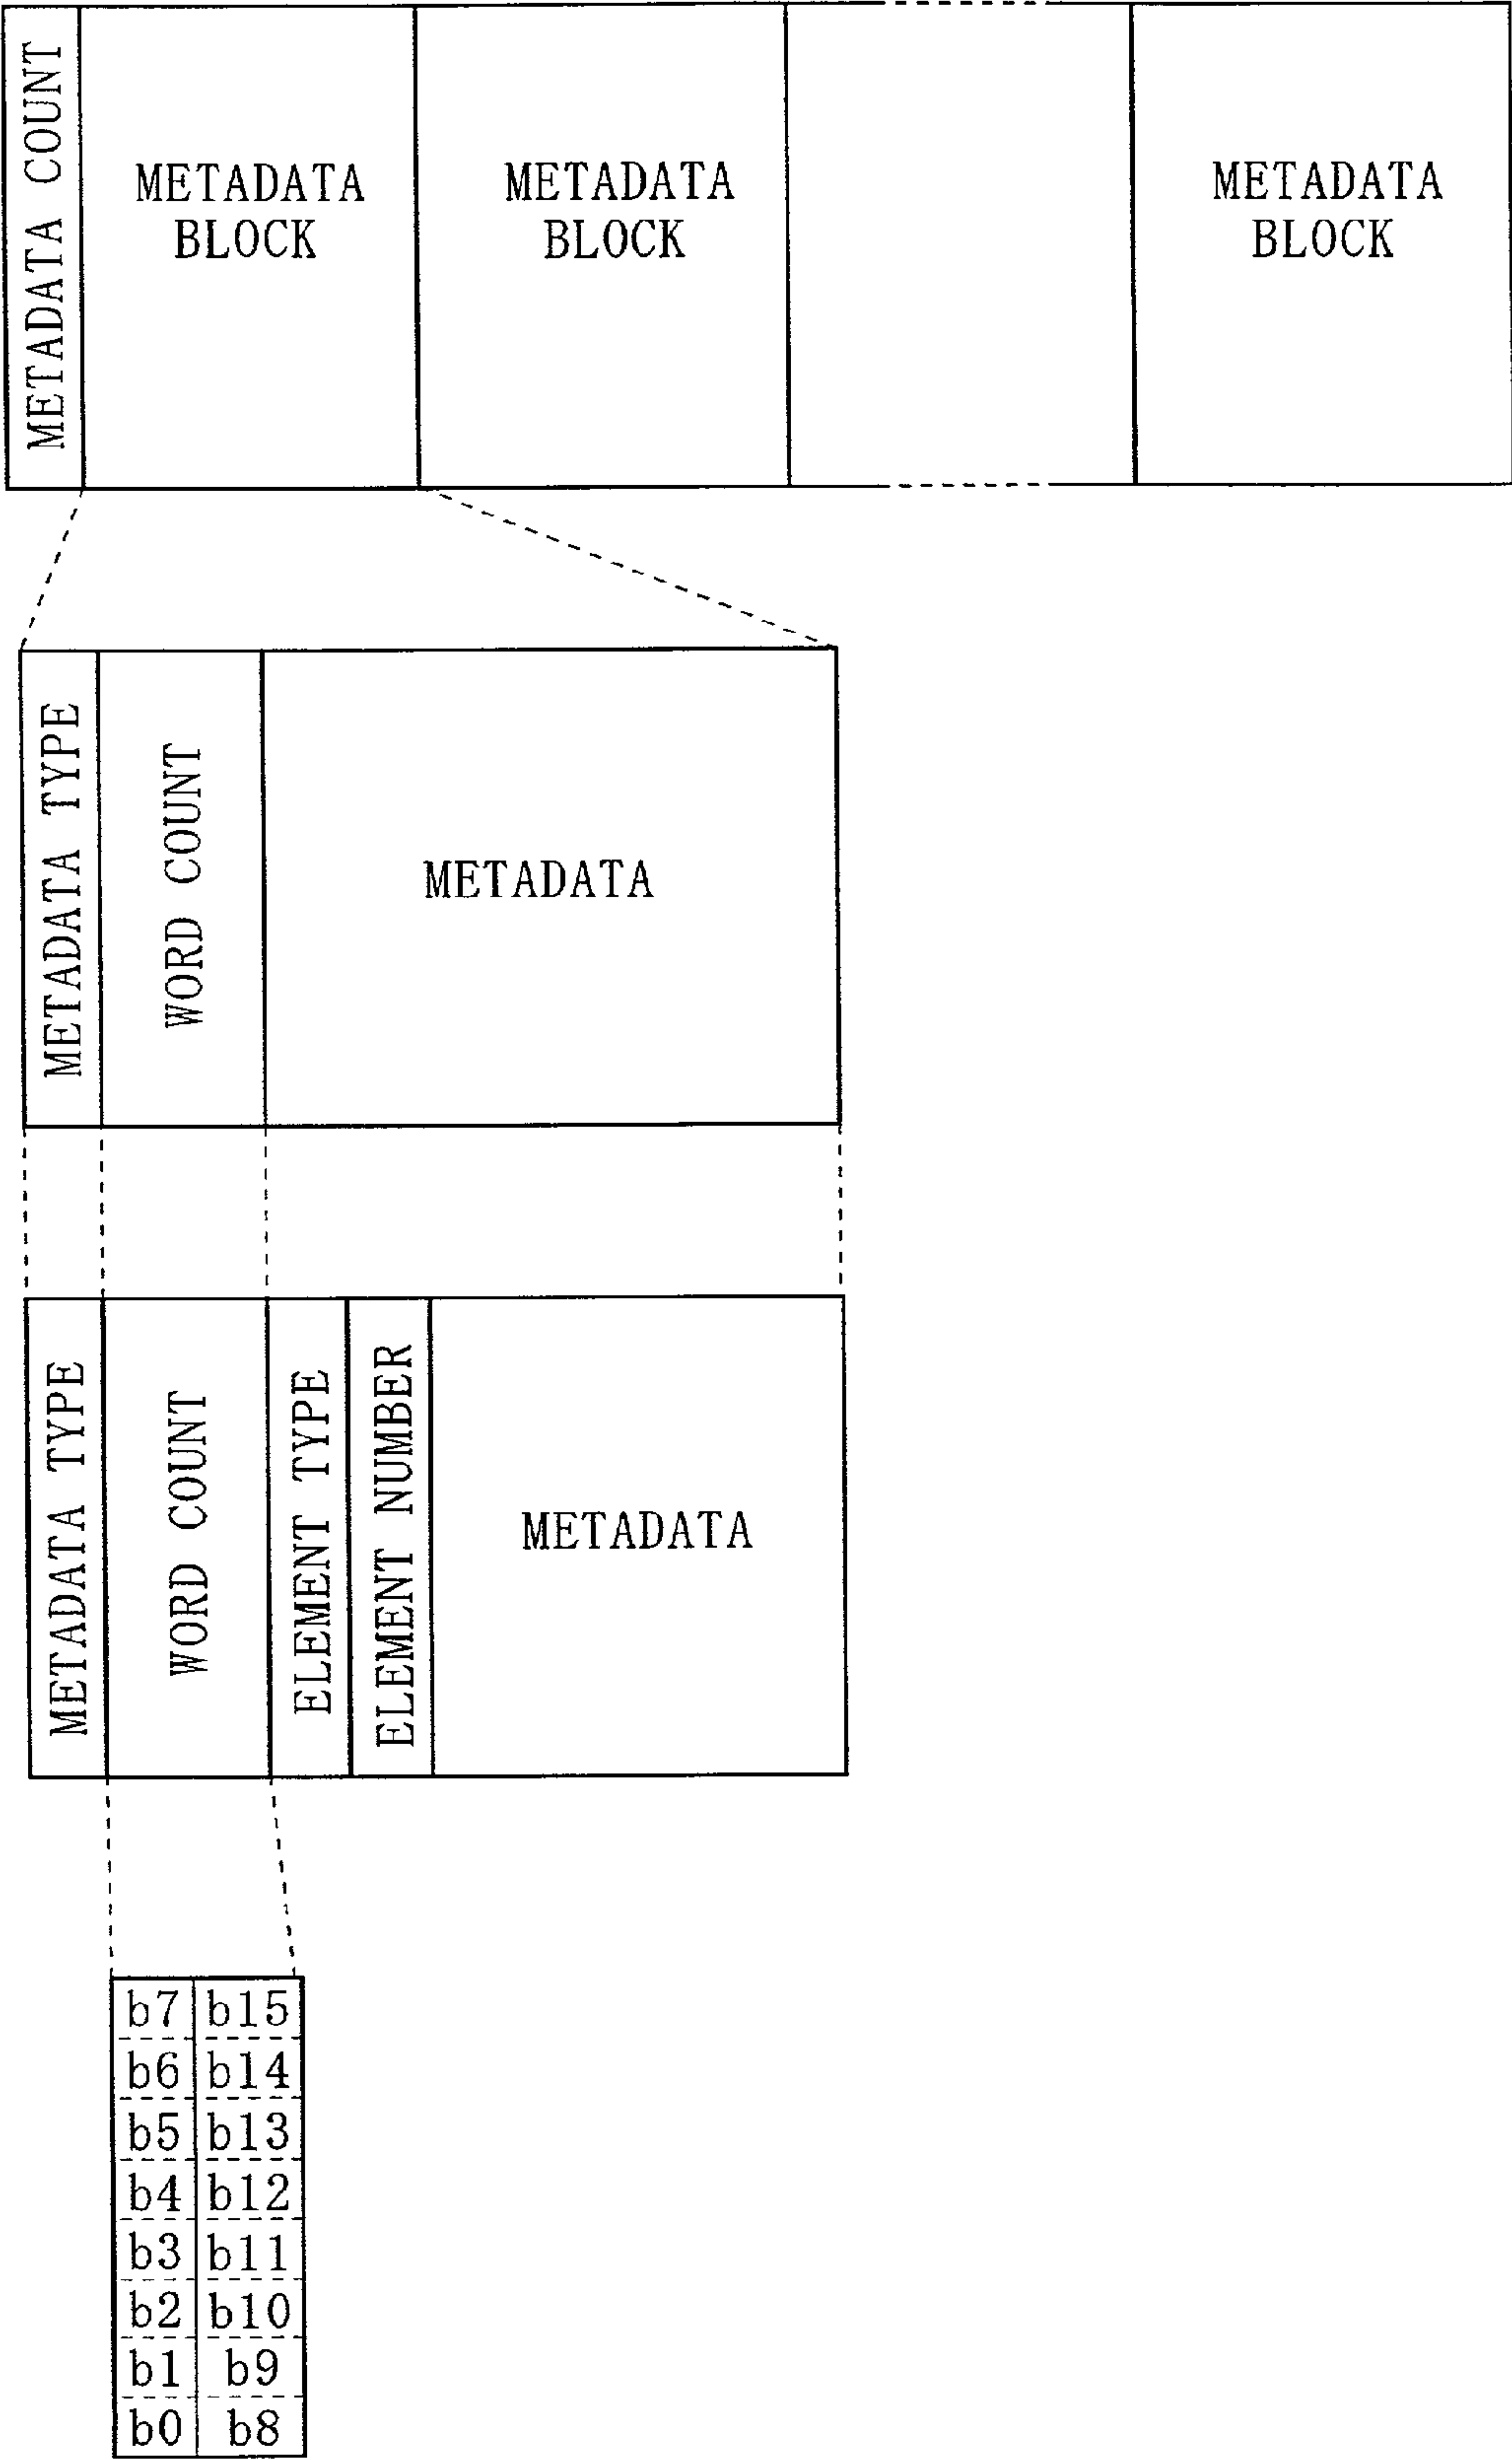 METADATA COUNT
METADATA
BLOCK
METADATA
BLOCK
METADATA
BLOCK
METADATA TYPE
WORD COUNT
METADATA
METADATA TYPE
WORD COUNT
ELEMENT TYPE
ELEMENT NUMBER
METADATA
b7 b15
b6 b14
b5 b13
b4 b12
b3 b11
b2 b10
b1 b9
b0 b8